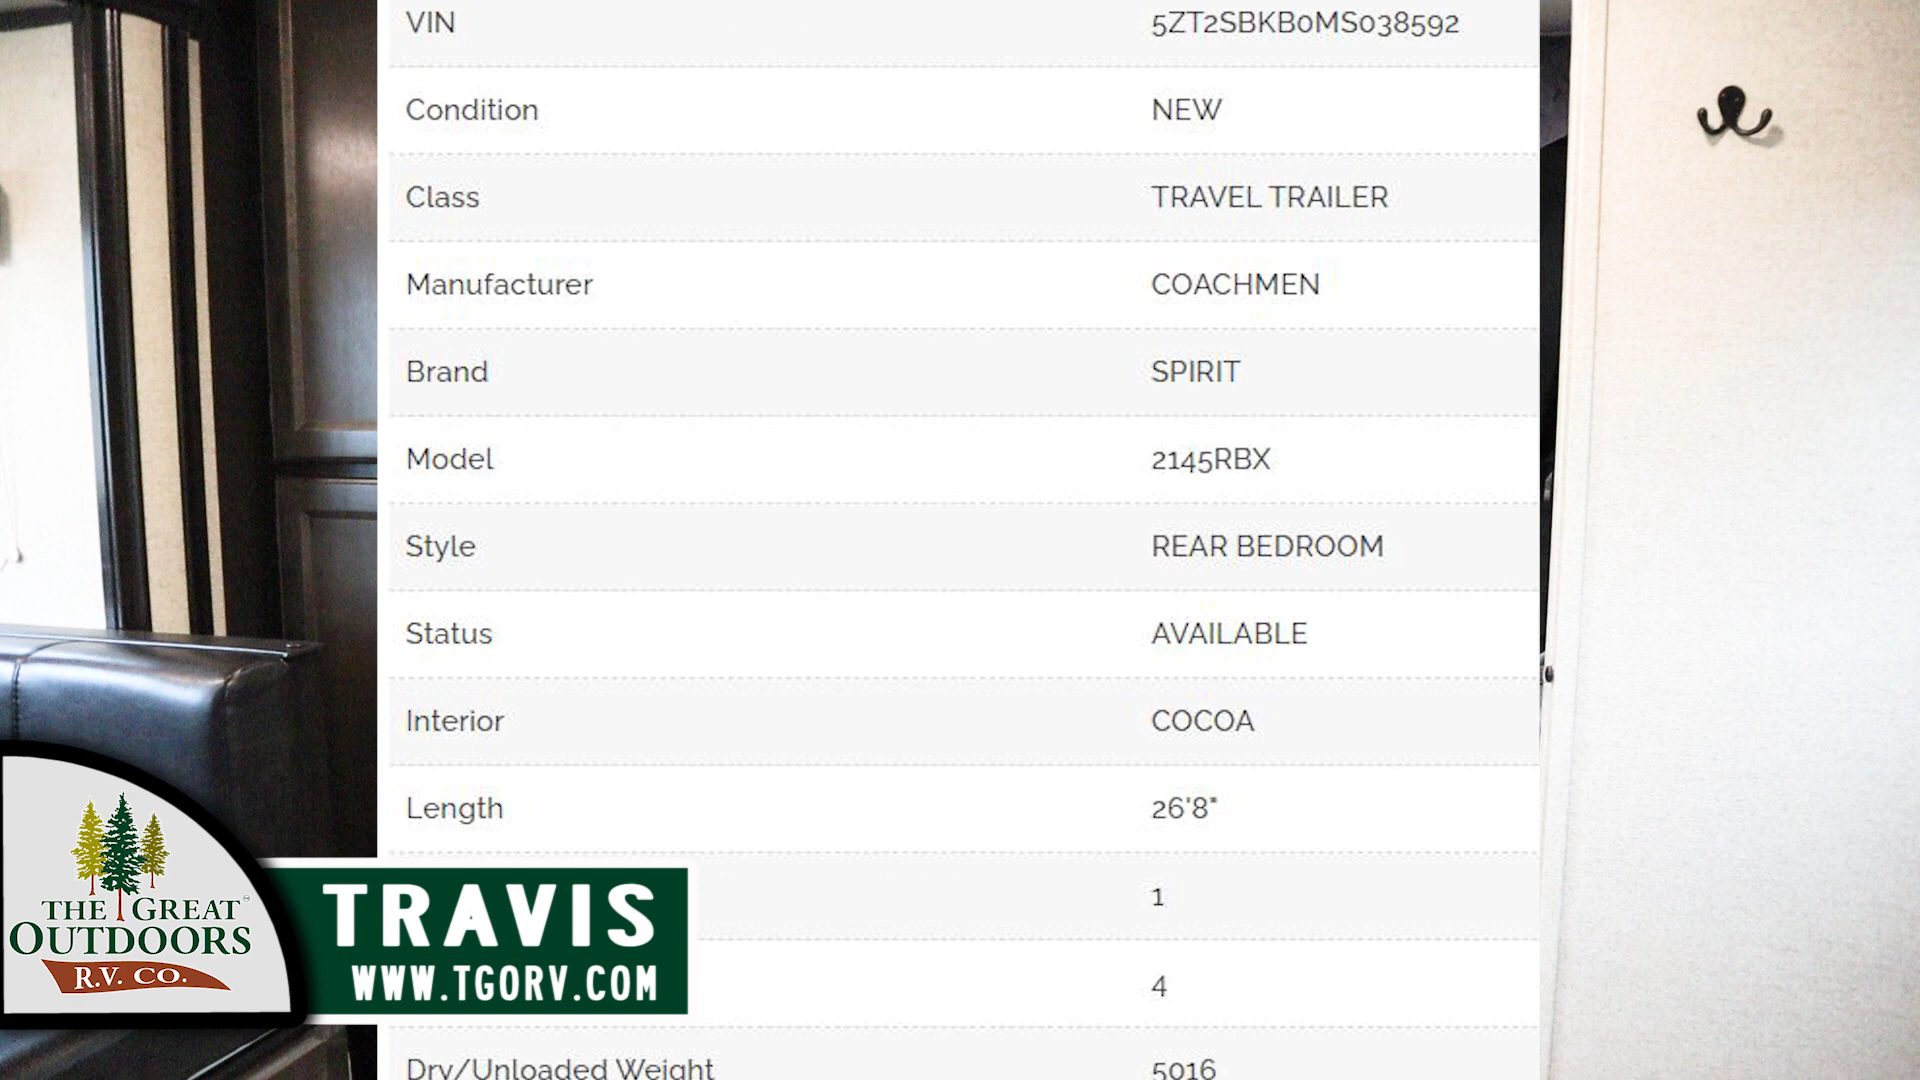 VIN 5ZT2SBKB0MS038592
Condition NEW
Class TRAVEL TRAILER
Manufacturer COACHMEN
Brand SPIRIT
Model 2145RBX
Style REAR BEDROOM
Status AVAILABLE
Interior COCOA
Length 26'8"
1
4
Dry/Unloaded Weight 5016
THE GREAT
OUTDOORS
R.V. CO.
TRAVIS
WWW.TGORV.COM